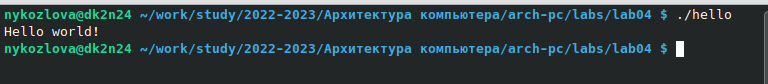 nykozlova@dk2n24 ~/work/study/2022-2023/Архитектура компьютера/arch-pc/labs/lab04 $ ./hello
Hello world!
nykozlova@dk2n24 ~/work/study/2022-2023/Архитектура компьютера/arch-pc/labs/lab04 $